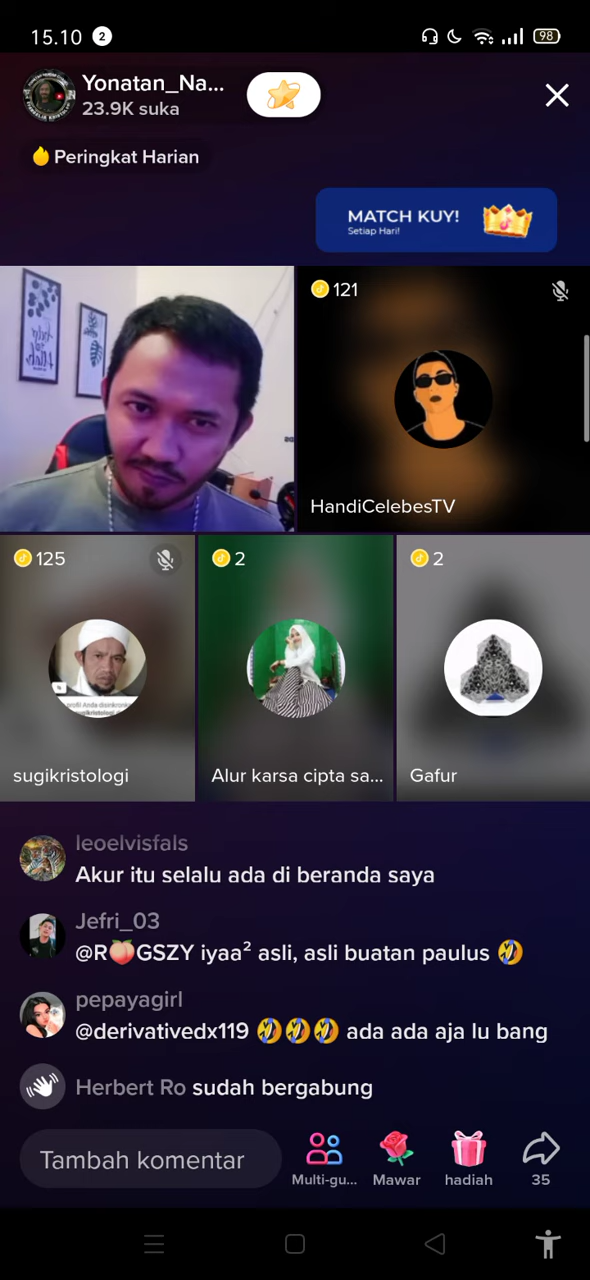 15.10 2 98
Yonatan_Na...
23.9K suka
Peringkat Harian
MATCH KUY!
Setiap Hari!
121
HandiCelebesTV
125
2
2
sugikristologi
Alur karsa cipta sa...
Gafur
leoelvisfals
Akur itu selalu ada di beranda saya
Jefri_03
@R🍑GSZY iyaa² asli, asli buatan paulus 🤣
pepayagirl
@derivativedx119 🤣🤣🤣 ada ada aja lu bang
Herbert Ro sudah bergabung
Tambah komentar
Multi-gu...
Mawar
hadiah
35